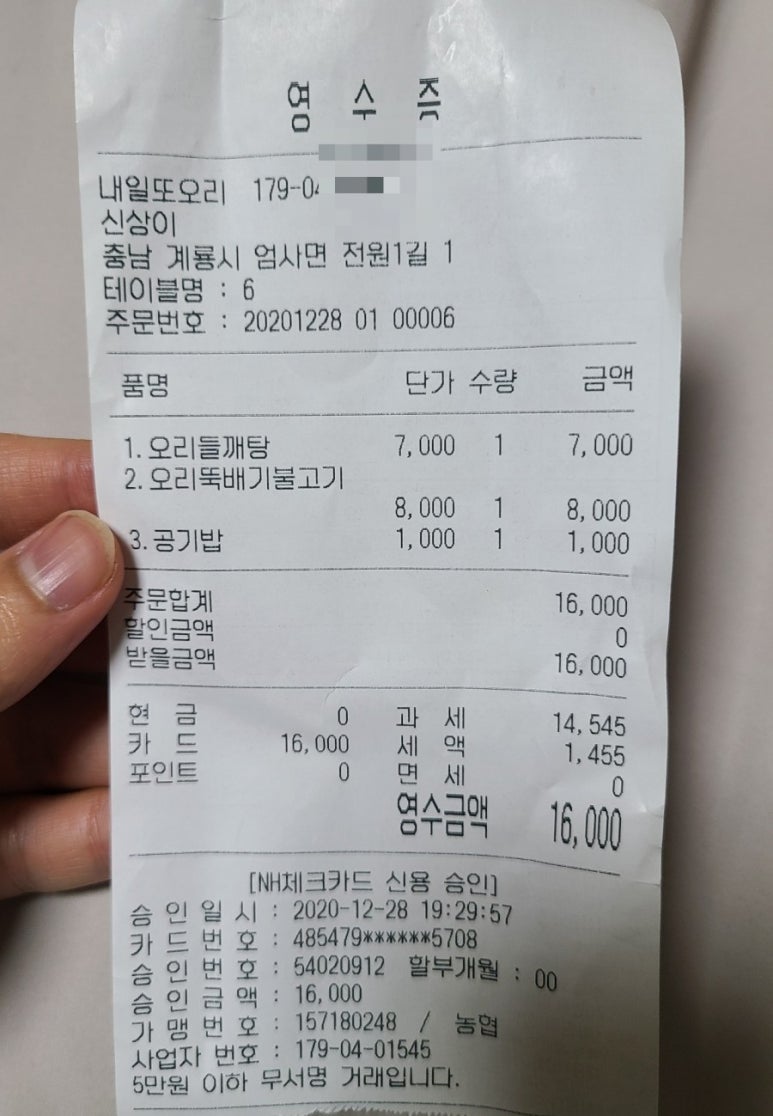 영 수 증
내일또오리 179-04
신상이
충남 계룡시 엄사면 전원1길 1
테이블명 : 6
주문번호 : 20201228 01 00006
품명 단가 수량 금액
1. 오리들깨탕 7,000 1 7,000
2. 오리뚝배기불고기
8,000 1 8,000
3. 공기밥 1,000 1 1,000
주문합계 16,000
할인금액 0
받을금액 16,000
현 금 0 과 세 14,545
카 드 16,000 세 액 1,455
포인트 0 면 세 0
영수금액 16,000
[NH체크카드 신용 승인]
승 인 일 시 : 2020-12-28 19:29:57
카 드 번 호 : 485479******5708
승 인 번 호 : 54020912 할부개월 : 00
승 인 금 액 : 16,000
가 맹 번 호 : 157180248 / 농협
사업자 번호 : 179-04-01545
5만원 이하 무서명 거래입니다.